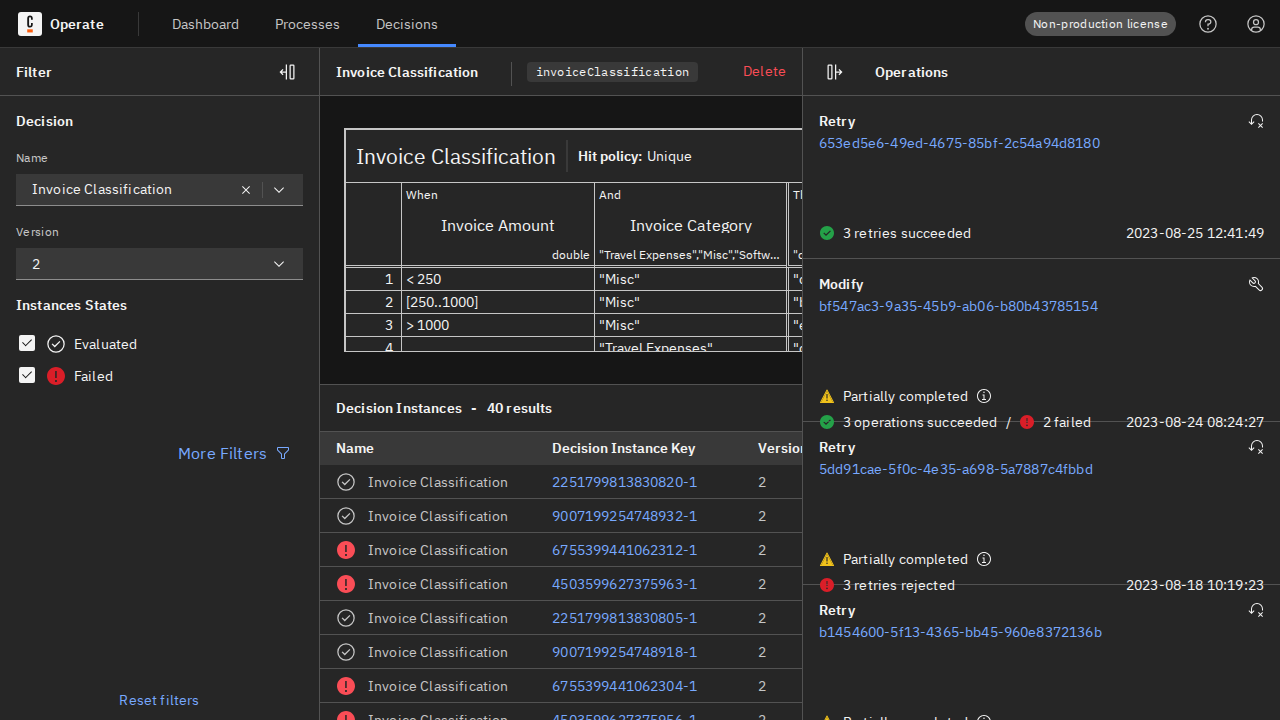 C Operate Dashboard Processes Decisions Non-production license
Filter
Decision
Name
Invoice Classification
Version
2
Instances States
Evaluated
Failed
More Filters
Reset filters
Invoice Classification invoiceClassification Delete
Invoice Classification Hit policy: Unique
When And
Invoice Amount Invoice Category
double "Travel Expenses","Misc","Softw...
1 < 250 "Misc"
2 [250..1000] "Misc"
3 > 1000 "Misc"
4 "Travel Expenses"
Decision Instances - 40 results
Name Decision Instance Key Version
Invoice Classification 2251799813830820-1 2
Invoice Classification 9007199254748932-1 2
Invoice Classification 6755399441062312-1 2
Invoice Classification 4503599627375963-1 2
Invoice Classification 2251799813830805-1 2
Invoice Classification 9007199254748918-1 2
Invoice Classification 6755399441062304-1 2
Invoice Classification 4503599627375956-1 2
Operations
Retry
653ed5e6-49ed-4675-85bf-2c54a94d8180
3 retries succeeded 2023-08-25 12:41:49
Modify
bf547ac3-9a35-45b9-ab06-b80b43785154
Partially completed
3 operations succeeded / 2 failed 2023-08-24 08:24:27
Retry
5dd91cae-5f0c-4e35-a698-5a7887c4fbbd
Partially completed
3 retries rejected 2023-08-18 10:19:23
Retry
b1454600-5f13-4365-bb45-960e8372136b
Partially completed